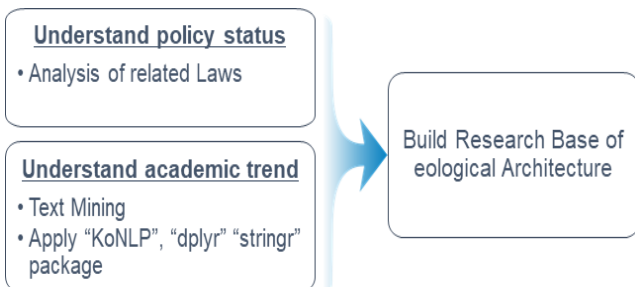 Understand policy status
• Analysis of related Laws
Understand academic trend
• Text Mining
• Apply “KoNLP”, “dplyr” “stringr”
package
Build Research Base of
eological Architecture